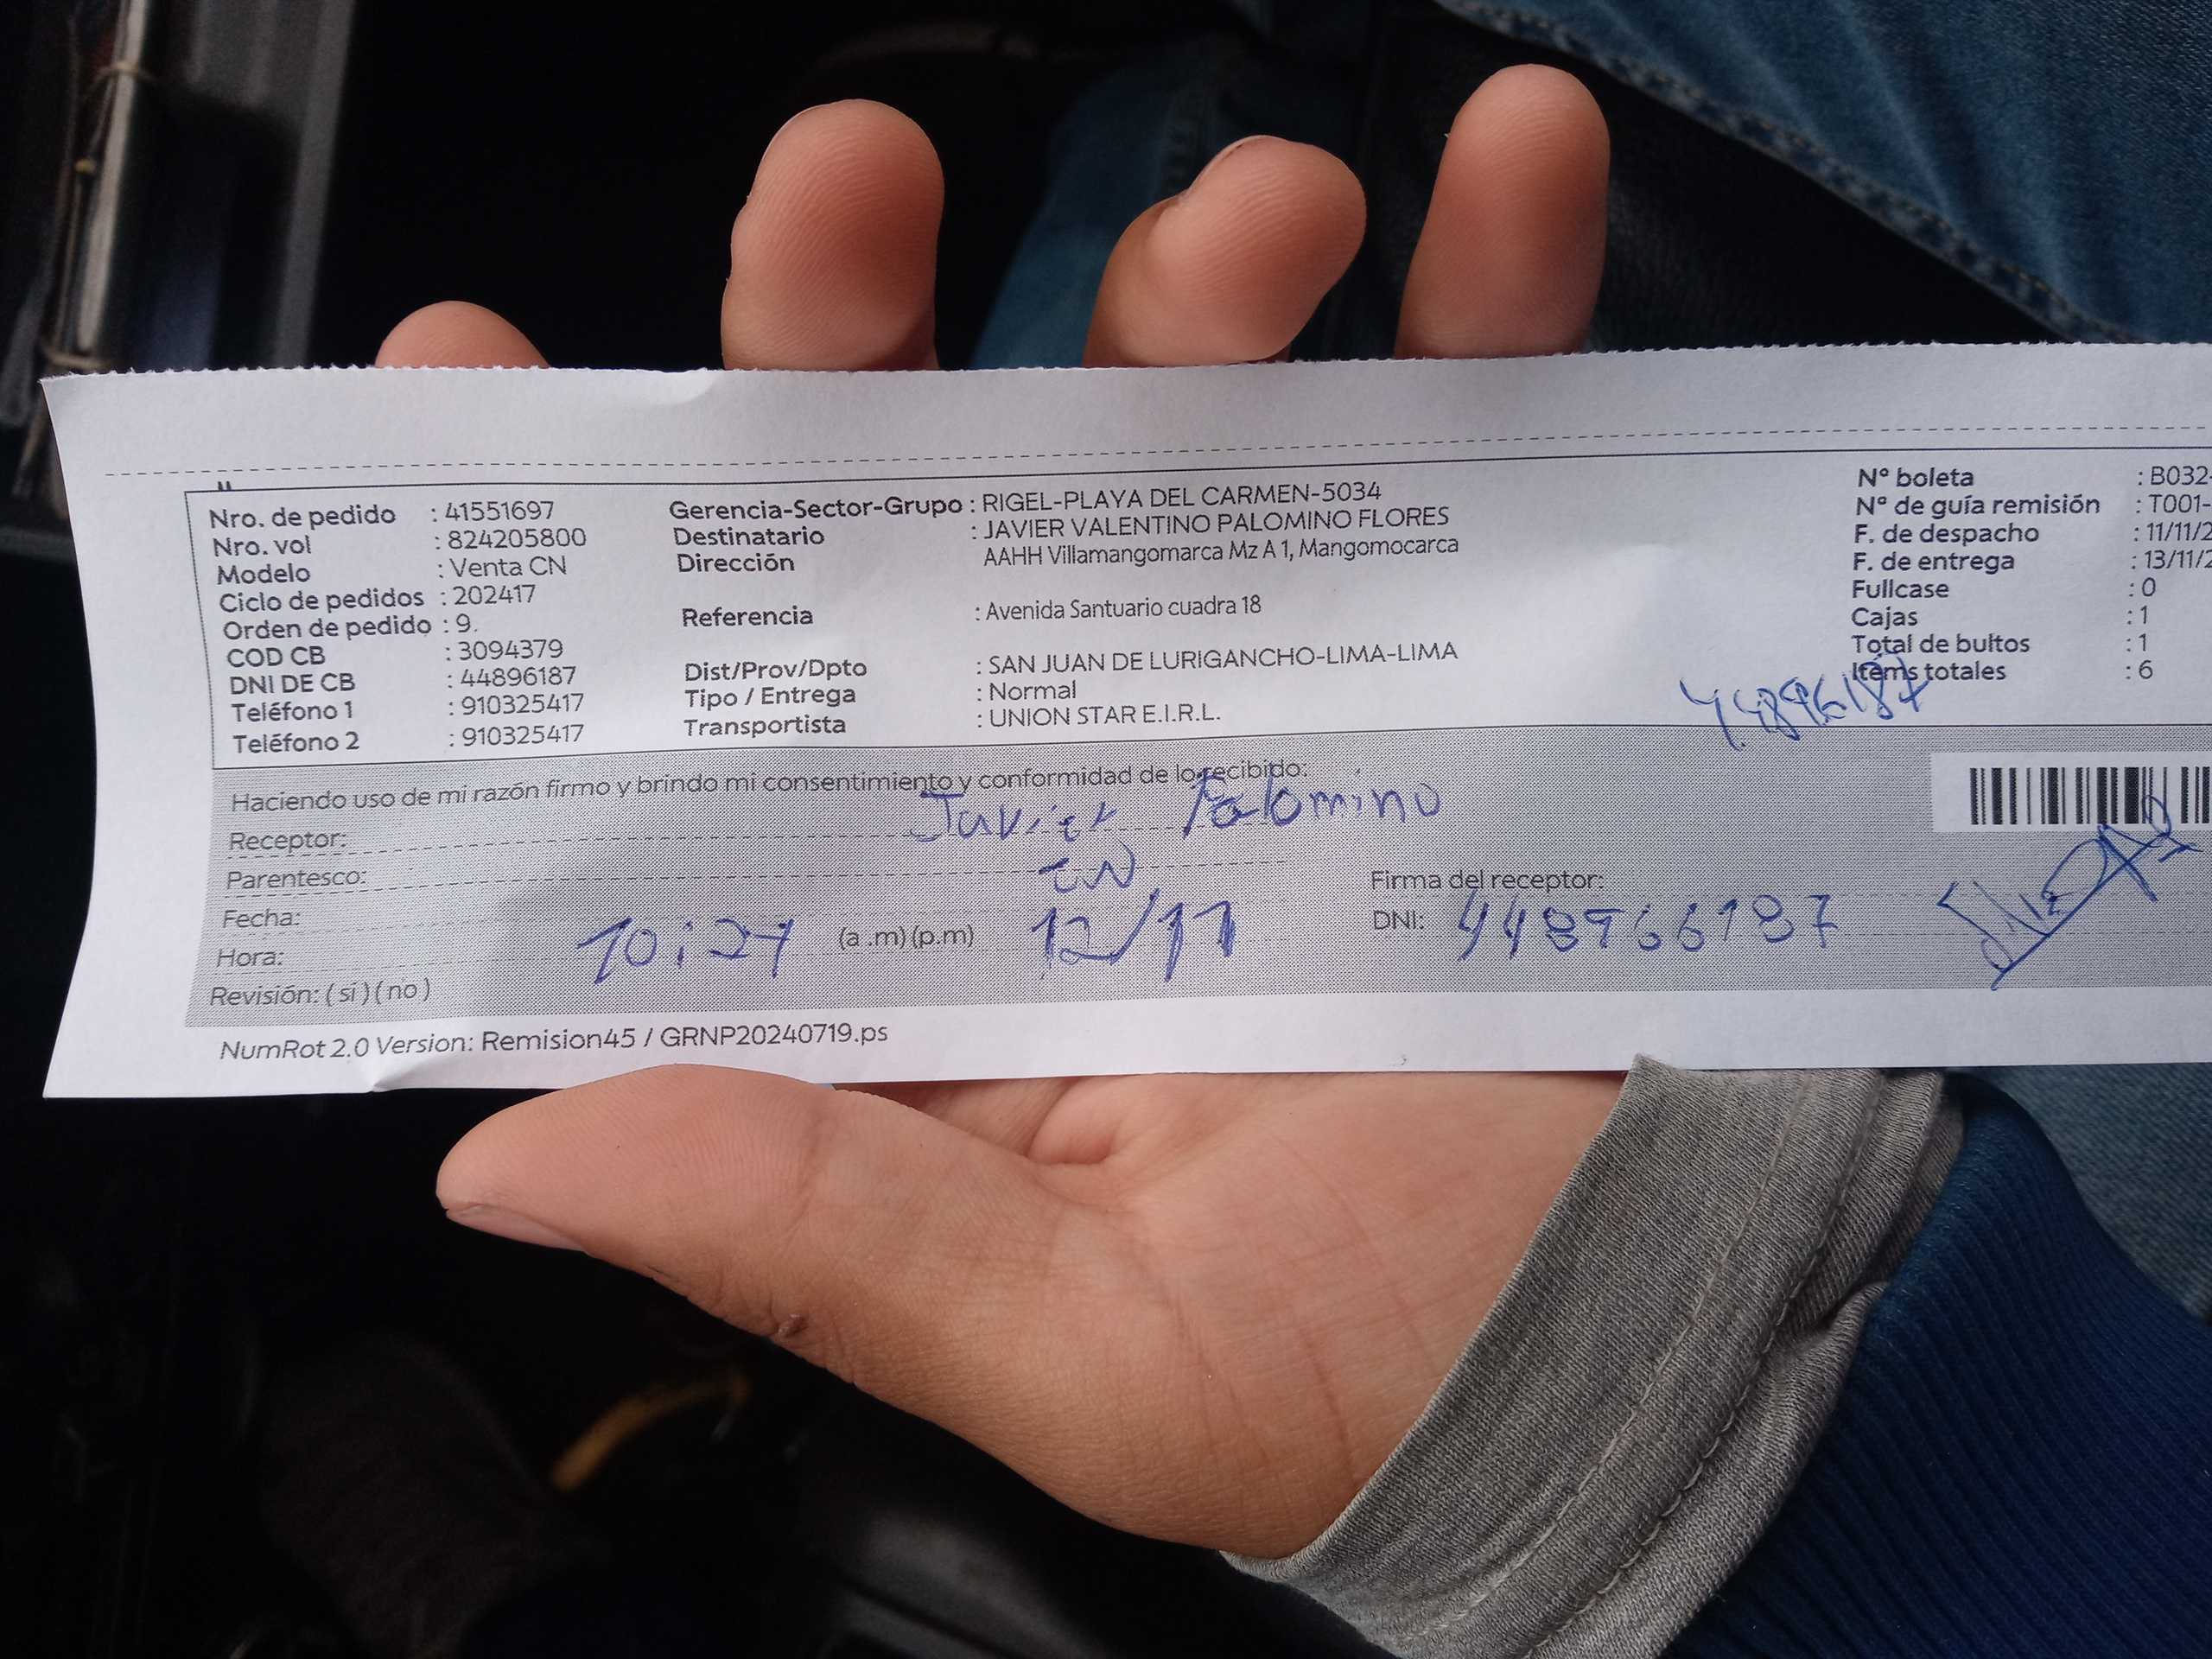 Nro. de pedido : 41551697
Nro. vol : 824205800
Modelo : Venta CN
Ciclo de pedidos : 202417
Orden de pedido : 9.
COD CB : 3094379
DNI DE CB : 44896187
Teléfono 1 : 910325417
Teléfono 2 : 910325417
Gerencia-Sector-Grupo : RIGEL-PLAYA DEL CARMEN-5034
Destinatario : JAVIER VALENTINO PALOMINO FLORES
Dirección AAHH Villamangomarca Mz A 1, Mangomocarca
Referencia : Avenida Santuario cuadra 18
Dist/Prov/Dpto : SAN JUAN DE LURIGANCHO-LIMA-LIMA
Tipo / Entrega : Normal
Transportista : UNION STAR E.I.R.L.
N° boleta : B032-
N° de guía remisión : T001-
F. de despacho : 11/11/2
F. de entrega : 13/11/2
Fullcase : 0
Cajas : 1
Total de bultos : 1
Items totales : 6
44896187
Haciendo uso de mi razón firmo y brindo mi consentimiento y conformidad de lo recibido:
Receptor: Javier Palomino
Parentesco:
Firma del receptor:
Fecha: 12/11
DNI: 448966187
Hora: 10:27 (a .m) (p.m)
Revisión: ( si ) ( no )
NumRot 2.0 Version: Remision45 / GRNP20240719.ps